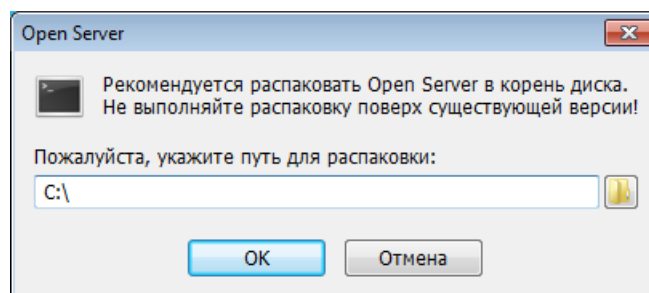 Open Server
Рекомендуется распаковать Open Server в корень диска.
Не выполняйте распаковку поверх существующей версии!
Пожалуйста, укажите путь для распаковки:
C:\
OK
Отмена